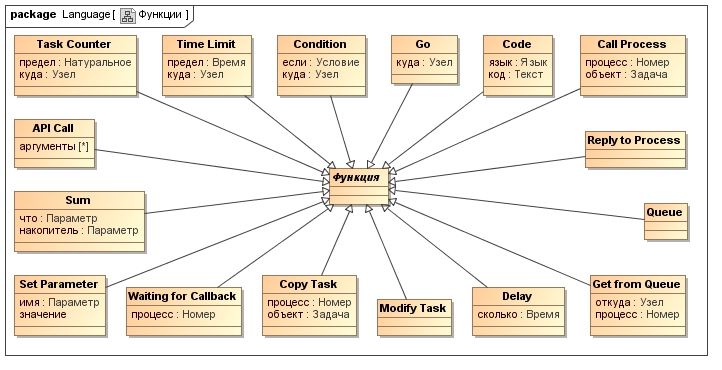 package Language [ Функции ]
Task Counter
предел : Натуральное
куда : Узел
Time Limit
предел : Время
куда : Узел
Condition
если : Условие
куда : Узел
Go
куда : Узел
Code
язык : Язык
код : Текст
Call Process
процесс : Номер
объект : Задача
API Call
аргументы [*]
Reply to Process
Функция
Sum
что : Параметр
накопитель : Параметр
Queue
Set Parameter
имя : Параметр
значение
Waiting for Callback
процесс : Номер
Copy Task
процесс : Номер
объект : Задача
Modify Task
Delay
сколько : Время
Get from Queue
откуда : Узел
процесс : Номер